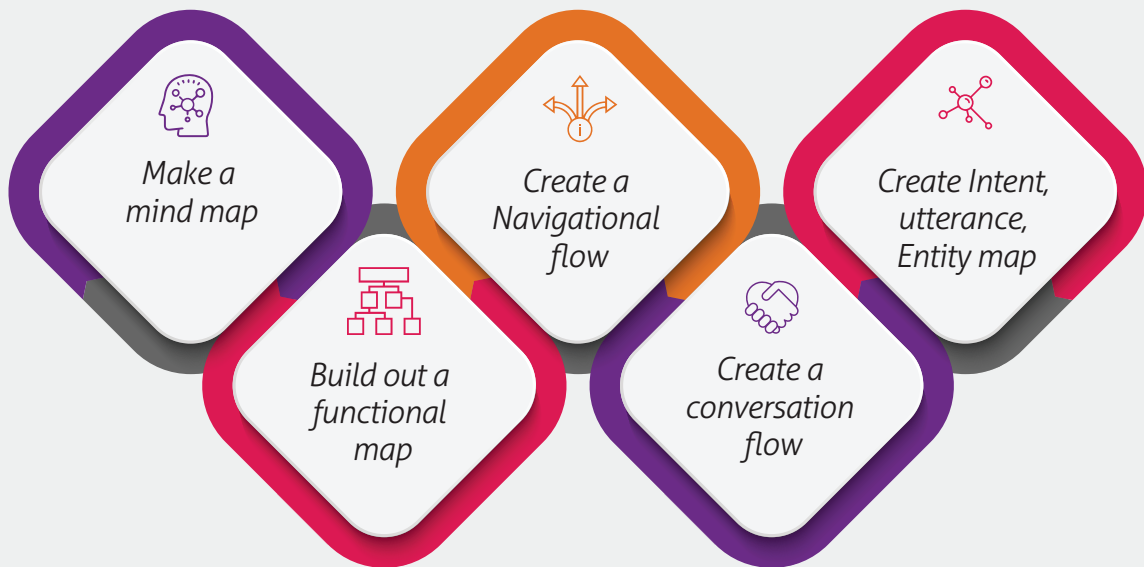 Make a
mind map
Build out a
functional
map
Create a
Navigational
flow
i
Create a
conversation
flow
Create Intent,
utterance,
Entity map